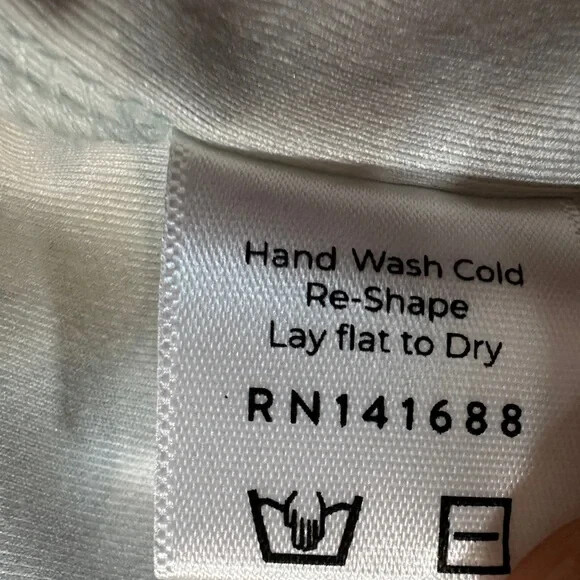 Hand Wash Cold
Re-Shape
Lay flat to Dry
RN141688